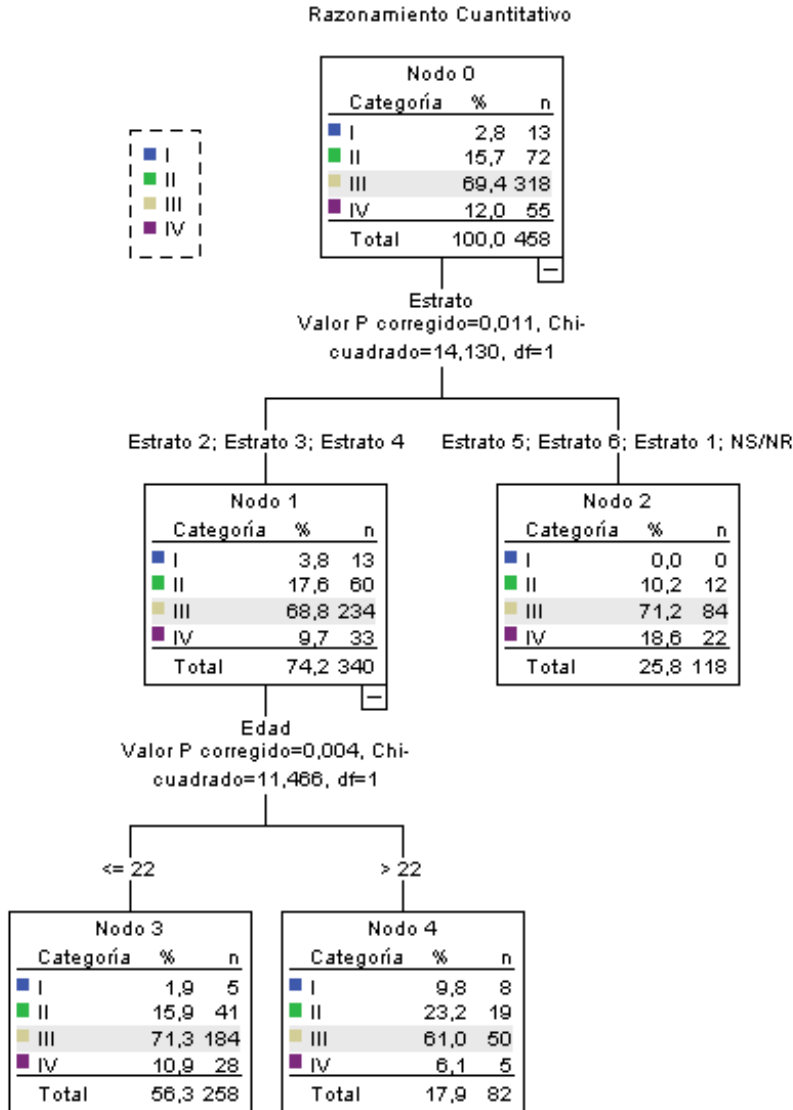 Razonamiento Cuantitativo
I
II
III
IV
Nodo 0
Categoría % n
I 2,8 13
II 15,7 72
III 69,4 318
IV 12,0 55
Total 100,0 458
Estrato
Valor P corregido=0,011, Chi-
cuadrado=14,130, df=1
Estrato 2; Estrato 3; Estrato 4
Estrato 5; Estrato 6; Estrato 1; NS/NR
Nodo 1
Categoría % n
I 3,8 13
II 17,6 60
III 68,8 234
IV 9,7 33
Total 74,2 340
Nodo 2
Categoría % n
I 0,0 0
II 10,2 12
III 71,2 84
IV 18,6 22
Total 25,8 118
Edad
Valor P corregido=0,004, Chi-
cuadrado=11,466, df=1
<= 22
> 22
Nodo 3
Categoría % n
I 1,9 5
II 15,9 41
III 71,3 184
IV 10,9 28
Total 56,3 258
Nodo 4
Categoría % n
I 9,8 8
II 23,2 19
III 61,0 50
IV 6,1 5
Total 17,9 82